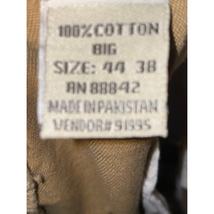 100% COTTON
BIG
SIZE: 44 38
RN 88842
MADE IN PAKISTAN
VENDOR# 91995